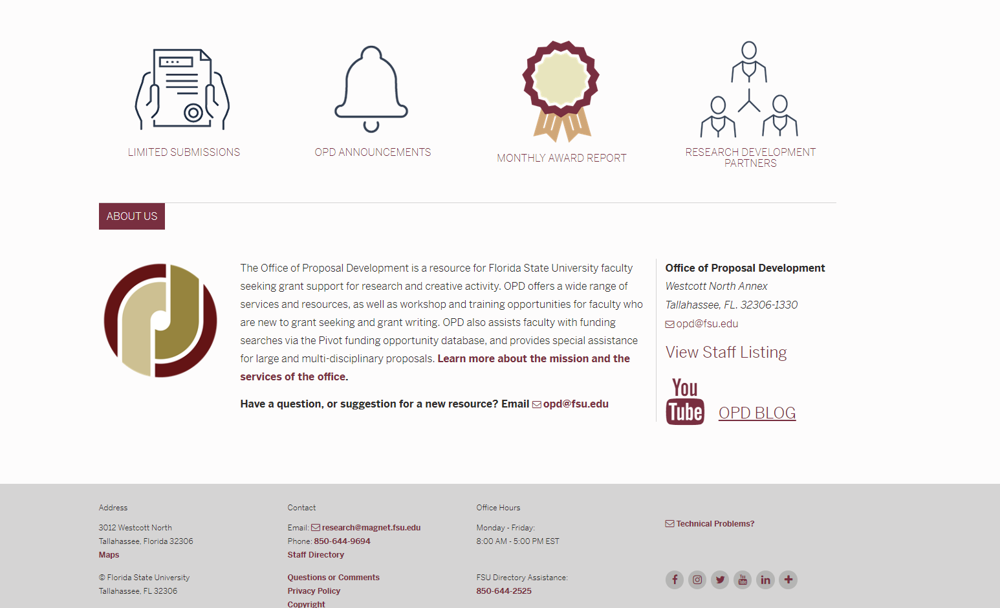 LIMITED SUBMISSIONS
OPD ANNOUNCEMENTS
MONTHLY AWARD REPORT
RESEARCH DEVELOPMENT
PARTNERS
ABOUT US
The Office of Proposal Development is a resource for Florida State University faculty
seeking grant support for research and creative activity. OPD offers a wide range of
services and resources, as well as workshop and training opportunities for faculty who
are new to grant seeking and grant writing. OPD also assists faculty with funding
searches via the Pivot funding opportunity database, and provides special assistance
for large and multi-disciplinary proposals. Learn more about the mission and the
services of the office.
Have a question, or suggestion for a new resource? Email opd@fsu.edu
Office of Proposal Development
Westcott North Annex
Tallahassee, FL. 32306-1330
opd@fsu.edu
View Staff Listing
You
Tube
OPD BLOG
Address
3012 Westcott North
Tallahassee, Florida 32306
Maps
© Florida State University
Tallahassee, FL 32306
Contact
Email: research@magnet.fsu.edu
Phone: 850-644-9694
Staff Directory
Questions or Comments
Privacy Policy
Copyright
Office Hours
Monday - Friday:
8:00 AM - 5:00 PM EST
FSU Directory Assistance:
850-644-2525
Technical Problems?
You
Tube